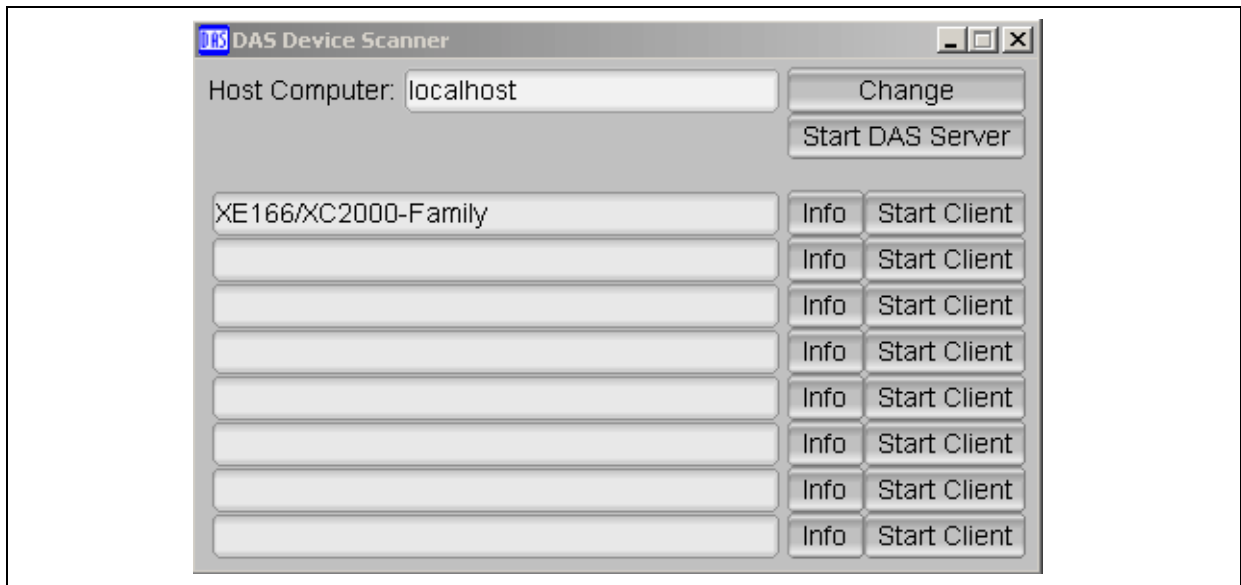 DAS DAS Device Scanner
Host Computer: localhost Change
Start DAS Server
XE166/XC2000-Family Info Start Client
Info Start Client
Info Start Client
Info Start Client
Info Start Client
Info Start Client
Info Start Client
Info Start Client